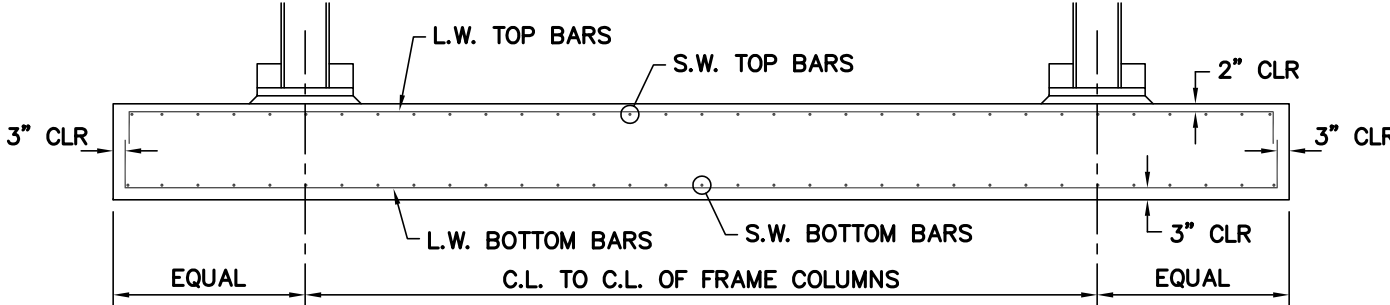 L.W. TOP BARS
S.W. TOP BARS
2” CLR
3” CLR
3” CLR
L.W. BOTTOM BARS
S.W. BOTTOM BARS
3” CLR
EQUAL
C.L. TO C.L. OF FRAME COLUMNS
EQUAL